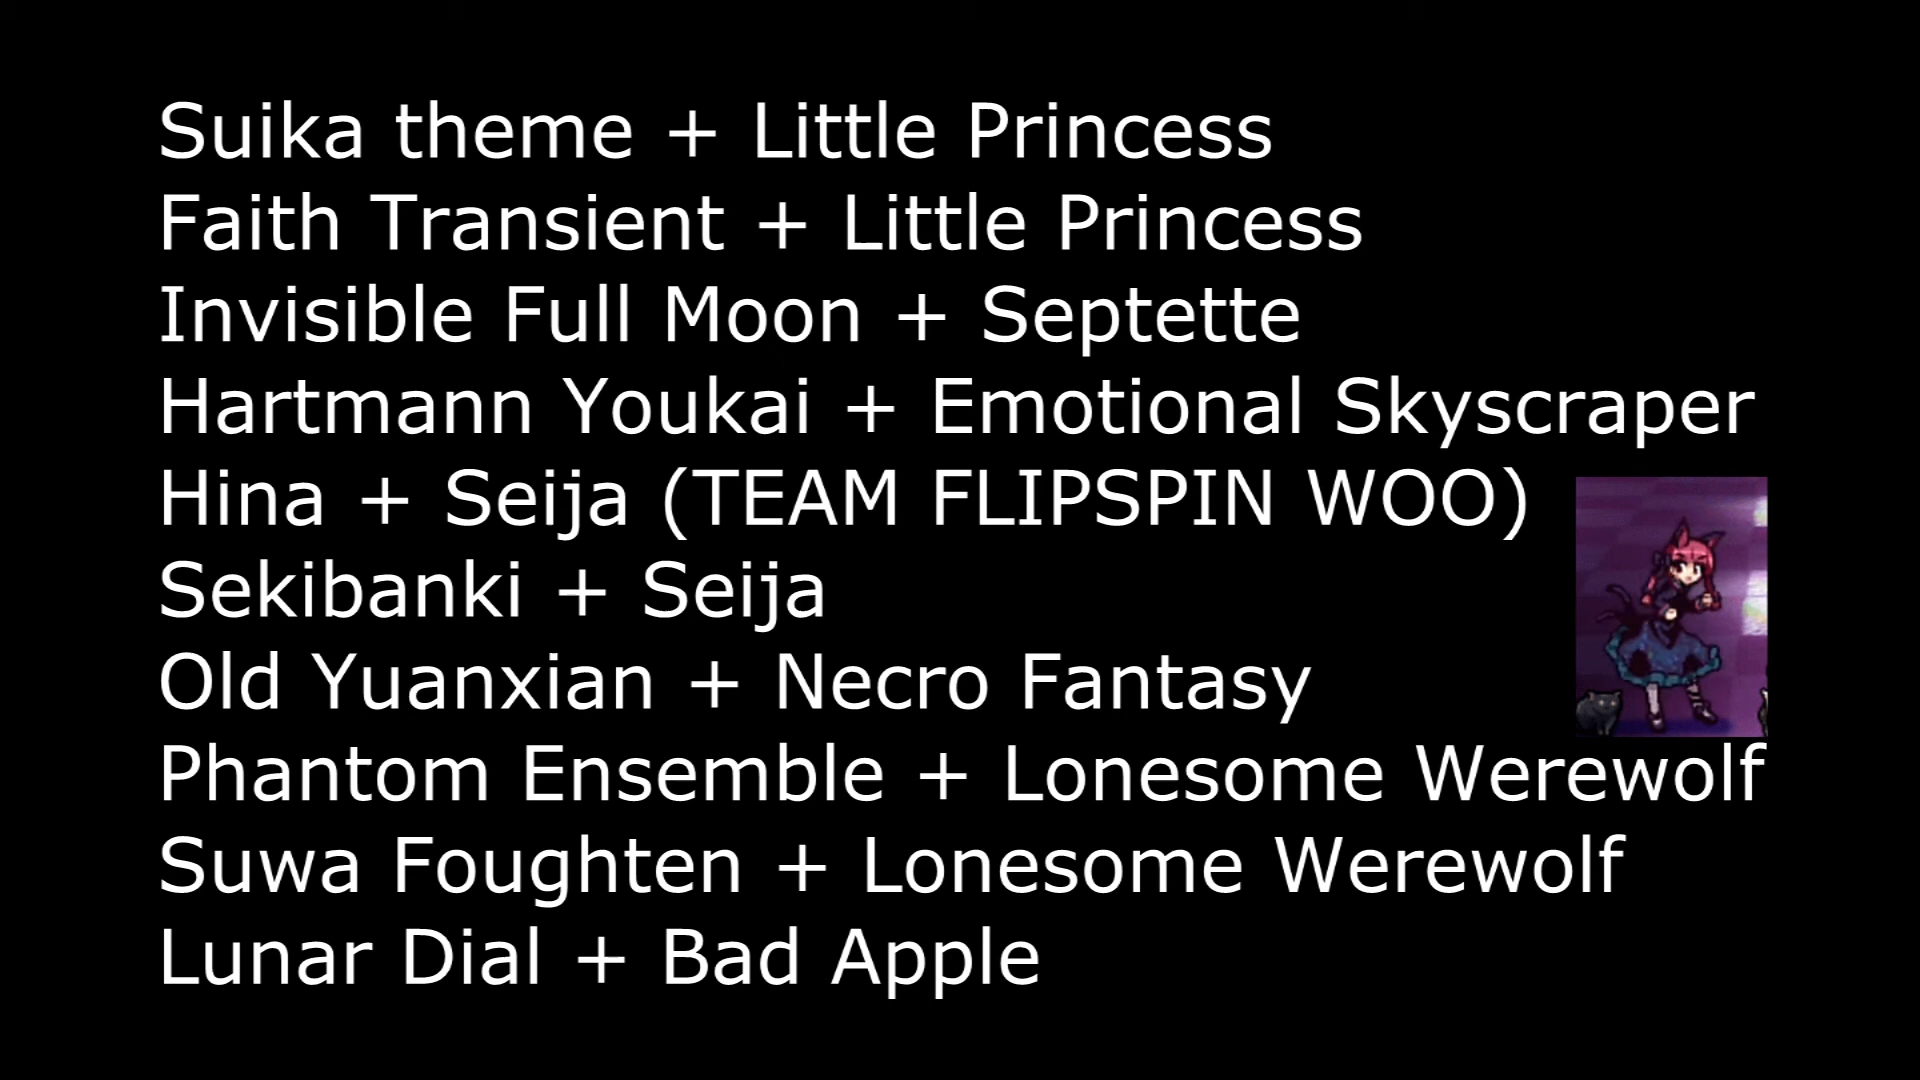 Suika theme + Little Princess
Faith Transient + Little Princess
Invisible Full Moon + Septette
Hartmann Youkai + Emotional Skyscraper
Hina + Seija (TEAM FLIPSPIN WOO)
Sekibanki + Seija
Old Yuanxian + Necro Fantasy
Phantom Ensemble + Lonesome Werewolf
Suwa Foughten + Lonesome Werewolf
Lunar Dial + Bad Apple